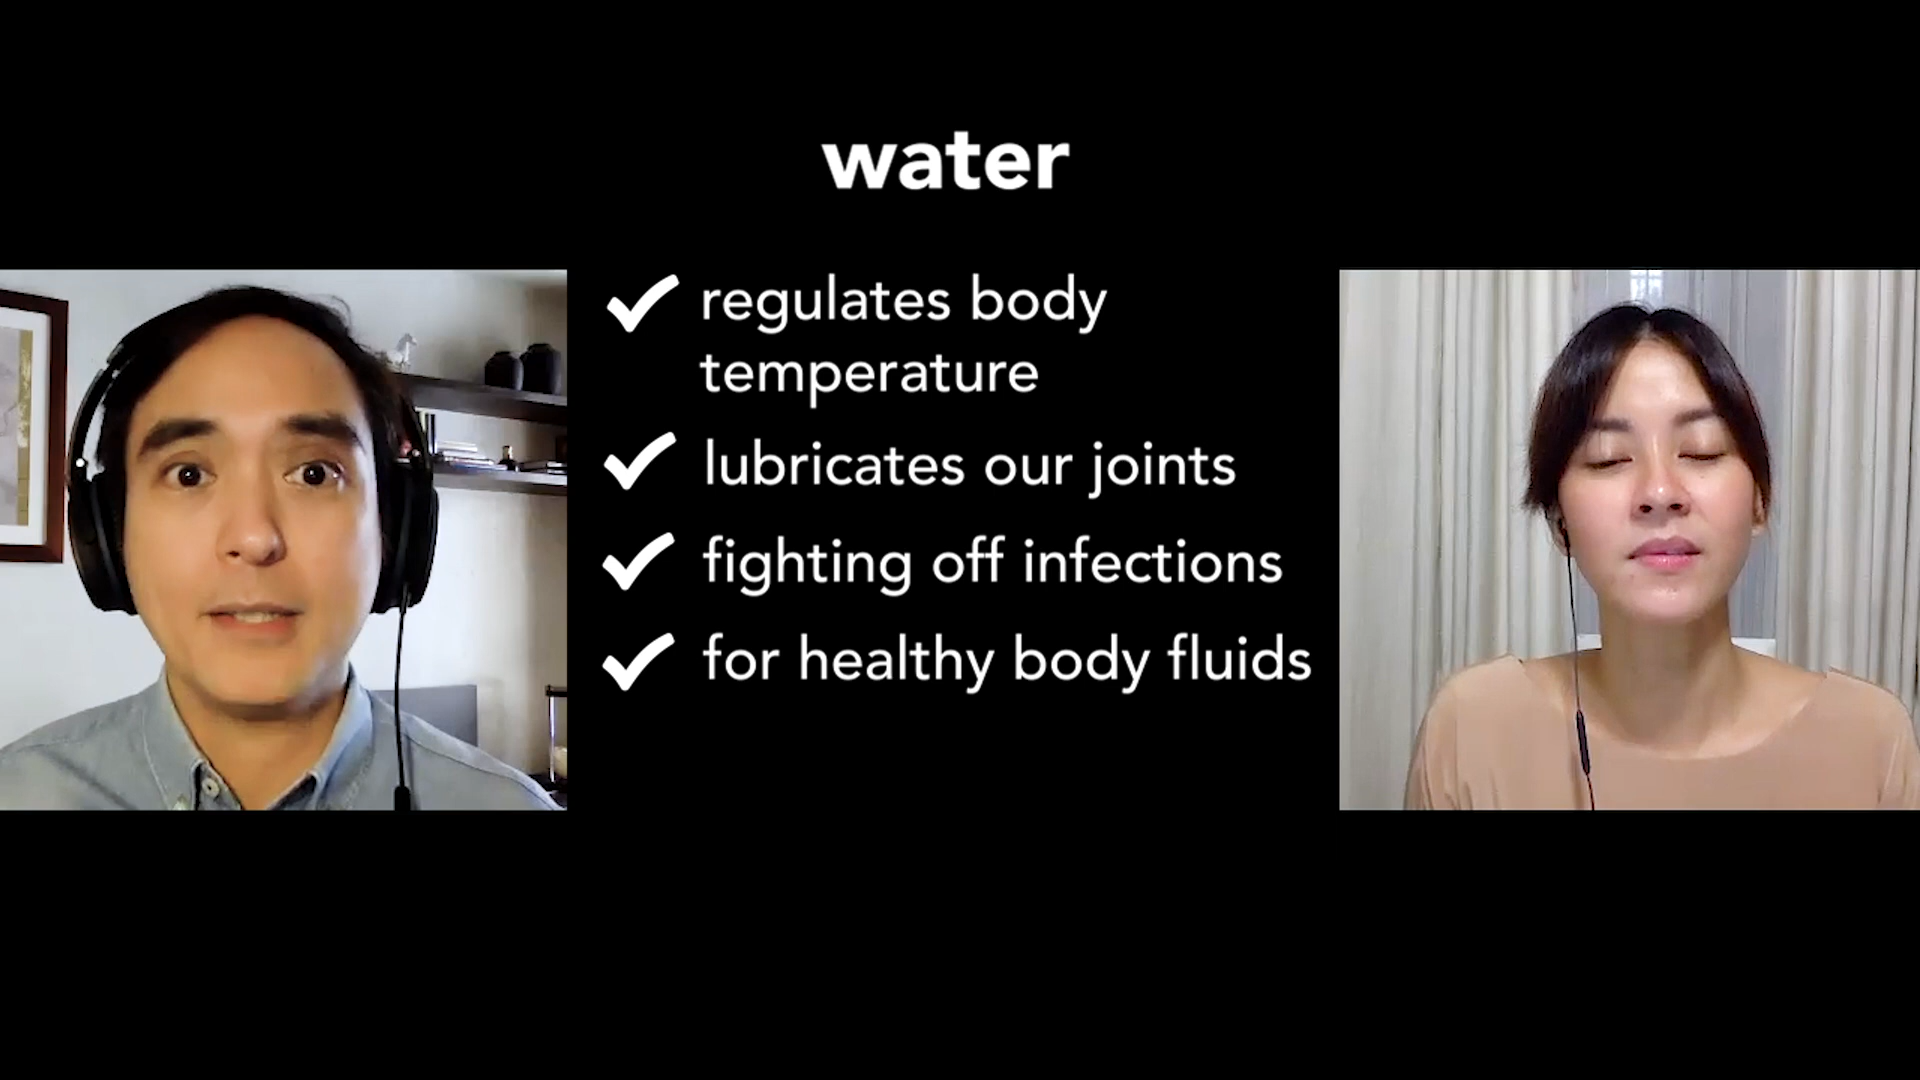 water
regulates body
temperature
lubricates our joints
fighting off infections
for healthy body fluids